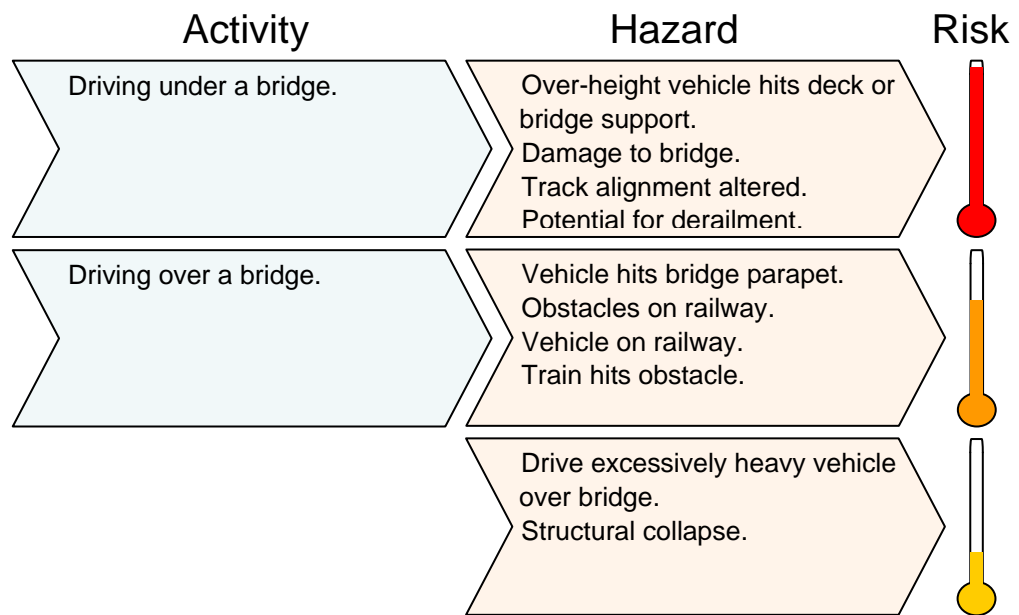 Activity
Hazard
Risk
Driving under a bridge.
Over-height vehicle hits deck or
bridge support.
Damage to bridge.
Track alignment altered.
Potential for derailment.
Driving over a bridge.
Vehicle hits bridge parapet.
Obstacles on railway.
Vehicle on railway.
Train hits obstacle.
Drive excessively heavy vehicle
over bridge.
Structural collapse.